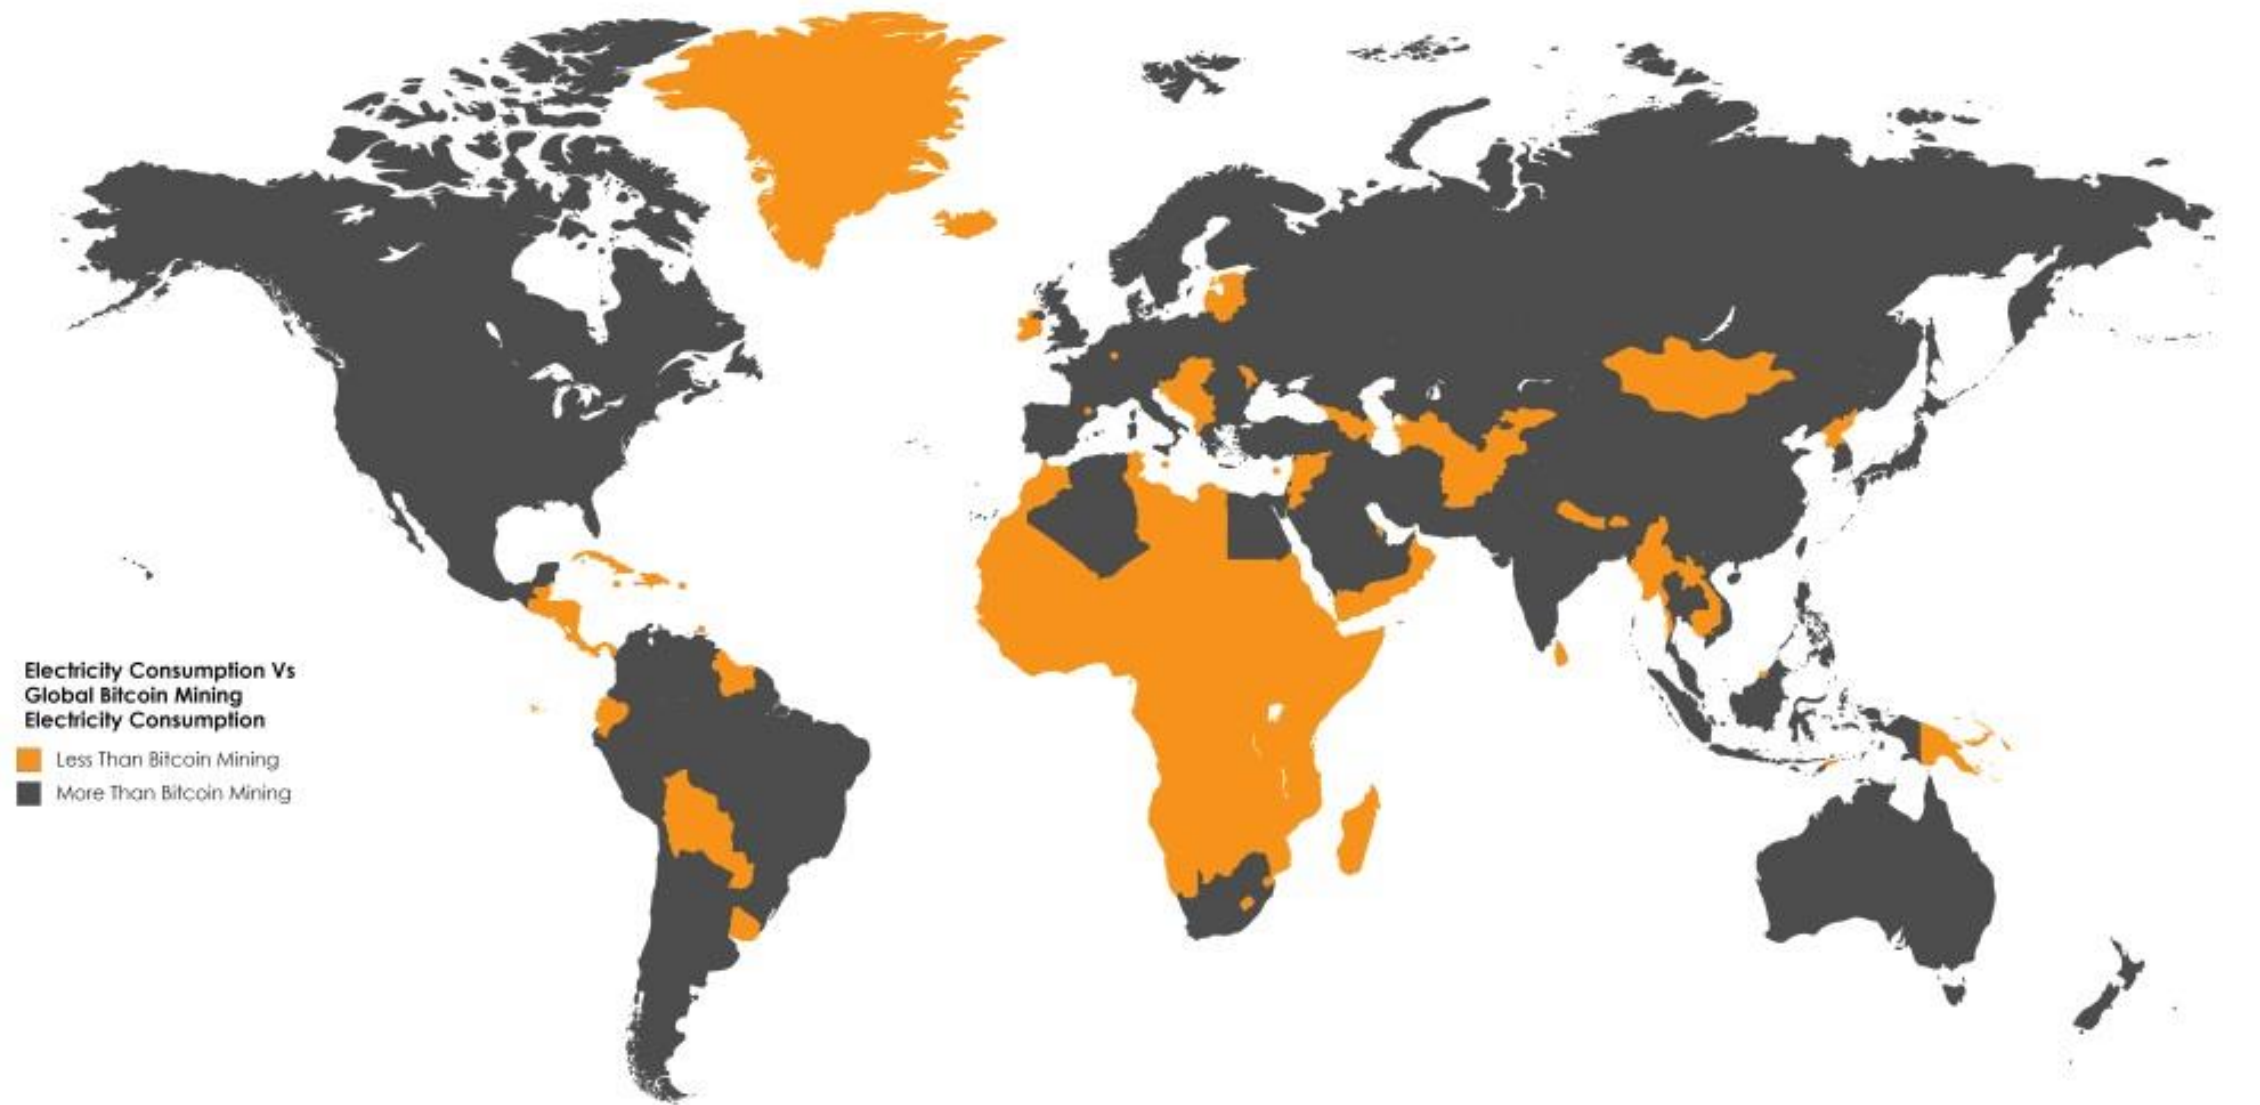 Electricity Consumption Vs
Global Bitcoin Mining
Electricity Consumption
Less Than Bitcoin Mining
More Than Bitcoin Mining